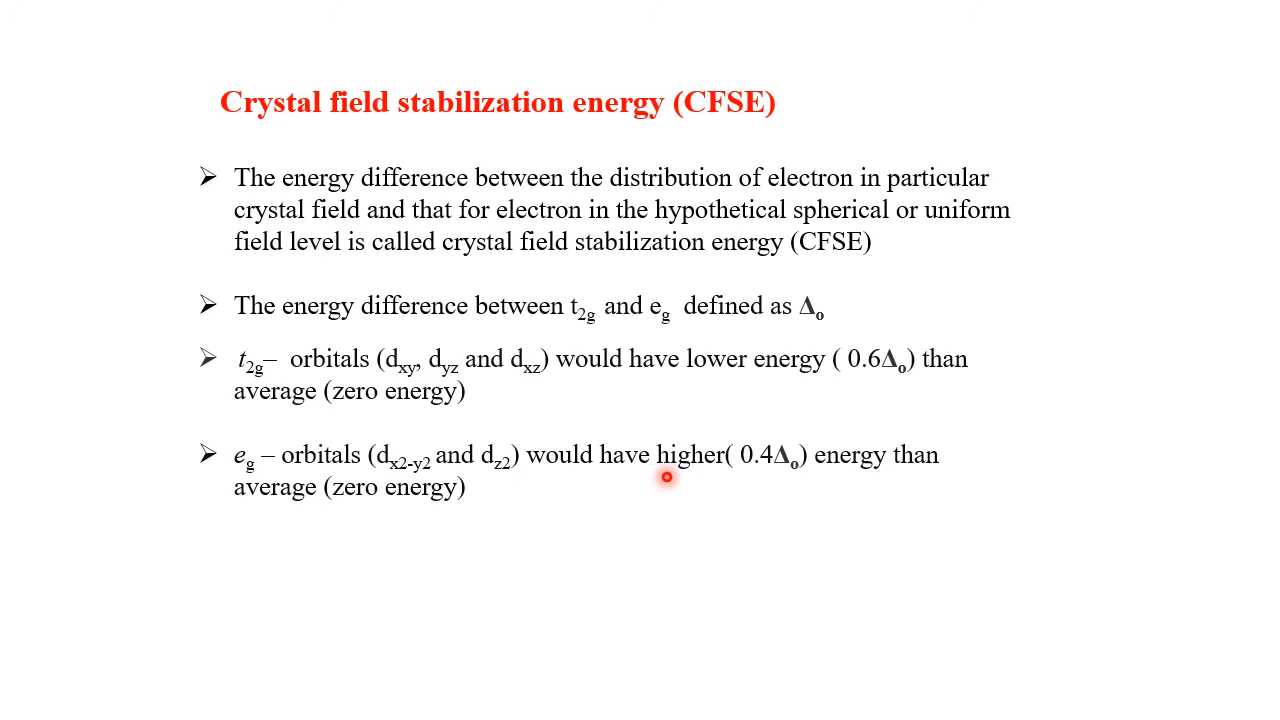 Crystal field stabilization energy (CFSE)
➢ The energy difference between the distribution of electron in particular
crystal field and that for electron in the hypothetical spherical or uniform
field level is called crystal field stabilization energy (CFSE)
➢ The energy difference between t2g and eg defined as Δo
➢ t2g– orbitals (dxy, dyz and dxz) would have lower energy ( 0.6Δo) than
average (zero energy)
➢ eg – orbitals (dx2-y2 and dz2) would have higher( 0.4Δo) energy than
average (zero energy)